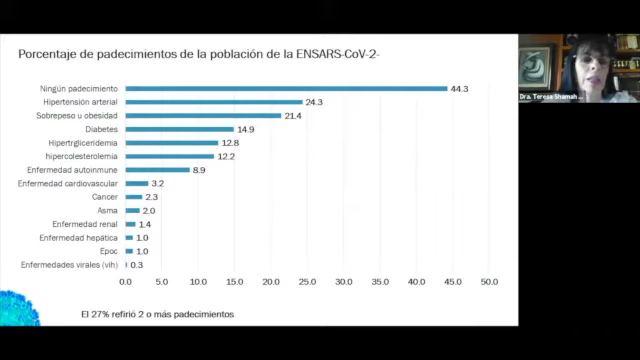 Porcentaje de padecimientos de la población de la ENSARS-CoV-2-
Ningún padecimiento 44.3
Hipertensión arterial 24.3
Sobrepeso u obesidad 21.4
Diabetes 14.9
Hipertrgliceridemia 12.8
hipercolesterolemia 12.2
Enfermedad autoinmune 8.9
Enfermedad cardiovascular 3.2
Cancer 2.3
Asma 2.0
Enfermedad renal 1.4
Enfermedad hepática 1.0
Epoc 1.0
Enfermedades virales (vih) 0.3
0.0 5.0 10.0 15.0 20.0 25.0 30.0 35.0 40.0 45.0 50.0
El 27% refirió 2 o más padecimientos
Dra. Teresa Shamah...